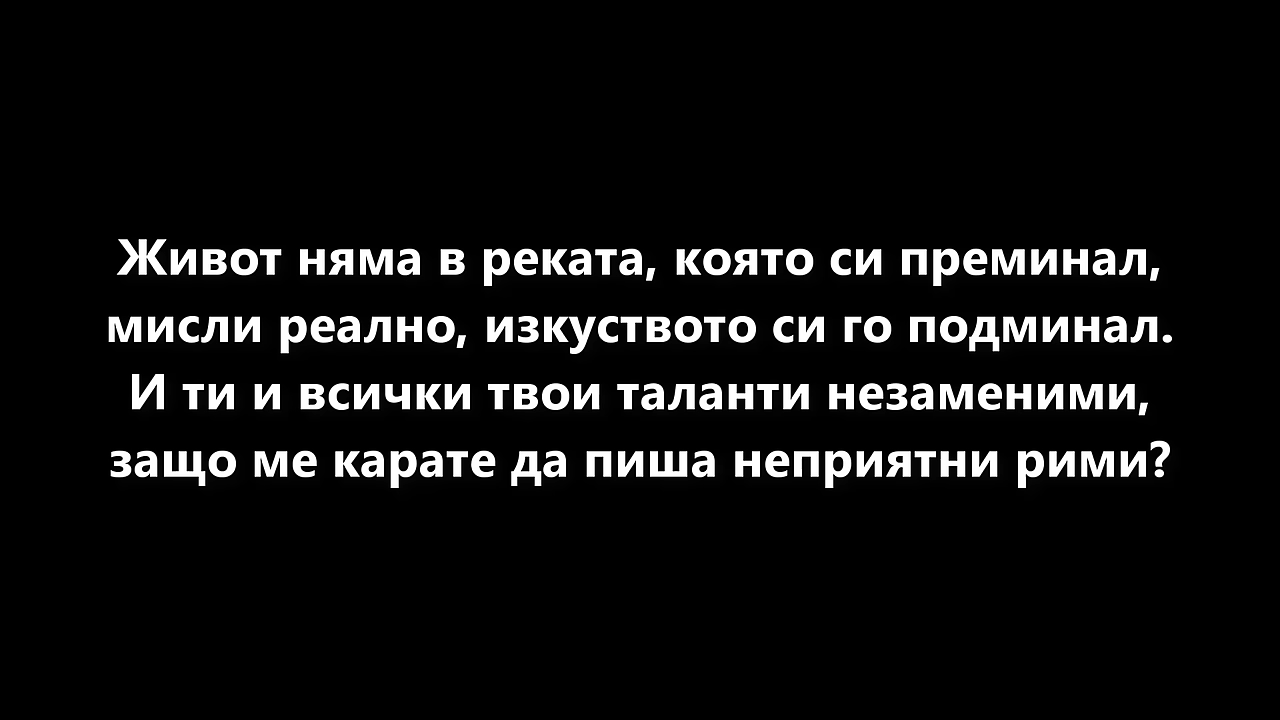 Живот няма в реката, която си преминал,
мисли реално, изкуството си го подминал.
И ти и всички твои таланти незаменими,
защо ме карате да пиша неприятни рими?